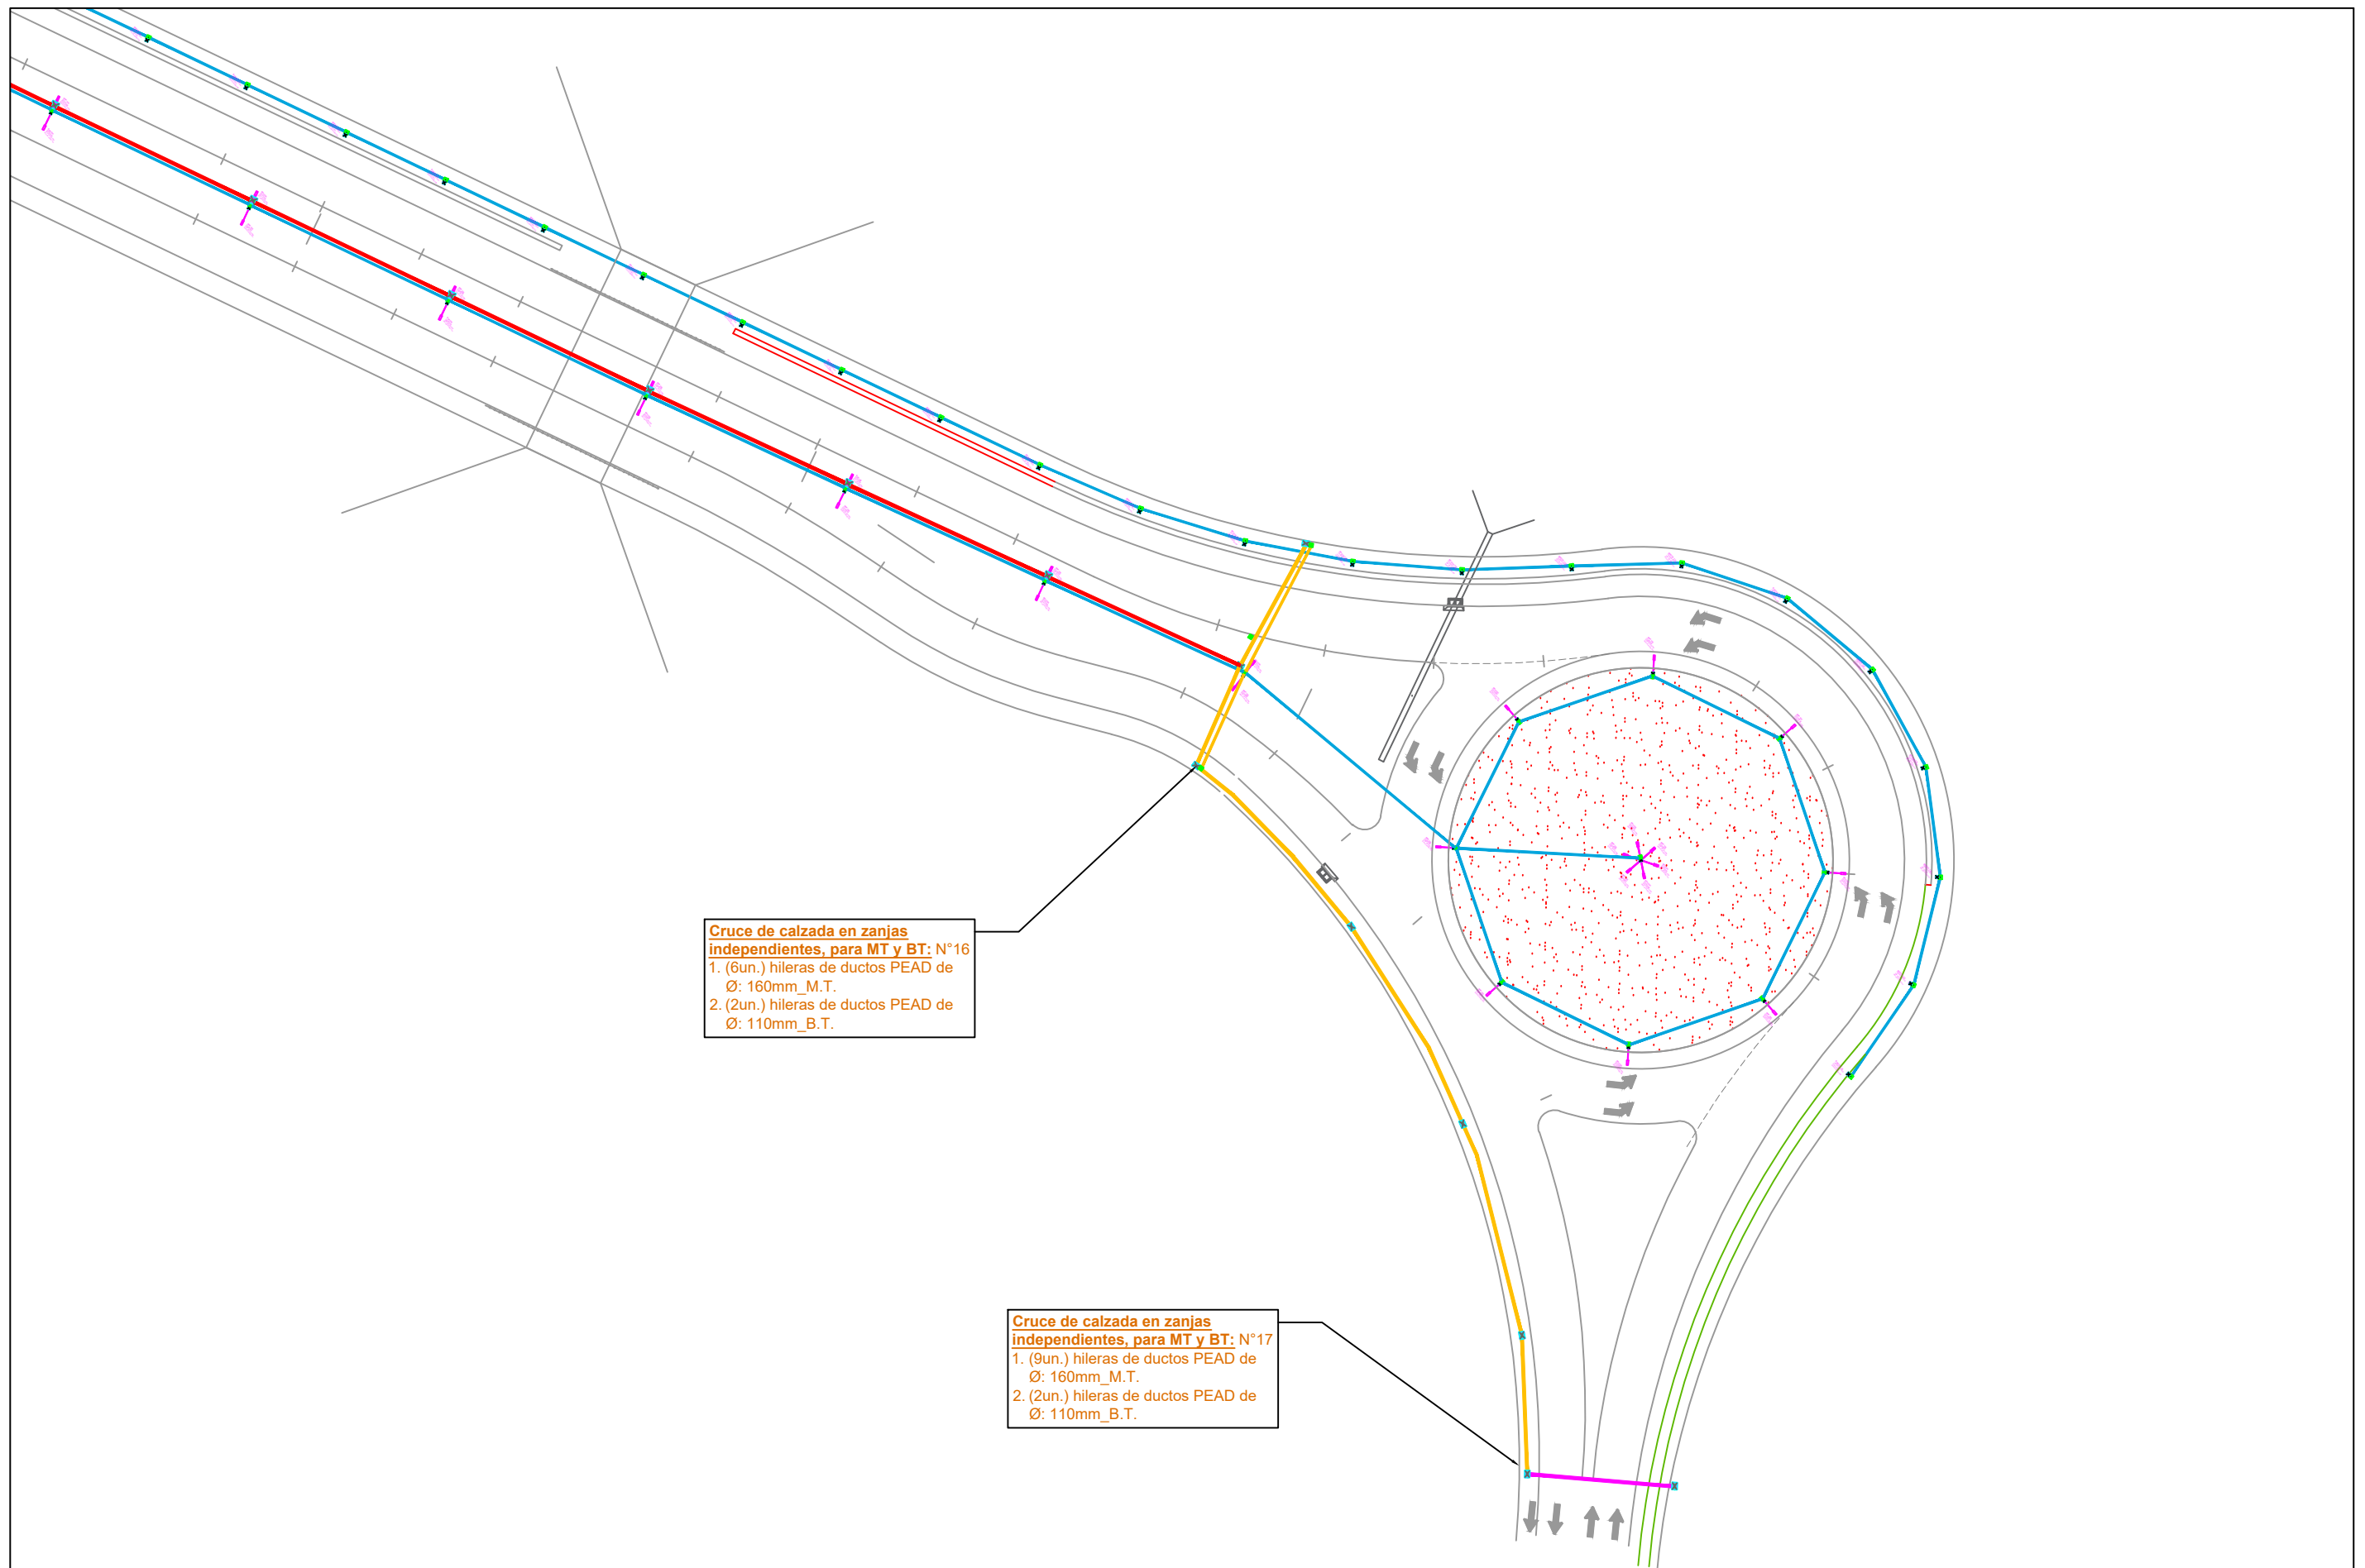 Cruce de calzada en zanjas
independientes, para MT y BT: N°16
1. (6un.) hileras de ductos PEAD de
Ø: 160mm_M.T.
2. (2un.) hileras de ductos PEAD de
Ø: 110mm_B.T.
Cruce de calzada en zanjas
independientes, para MT y BT: N°17
1. (9un.) hileras de ductos PEAD de
Ø: 160mm_M.T.
2. (2un.) hileras de ductos PEAD de
Ø: 110mm_B.T.